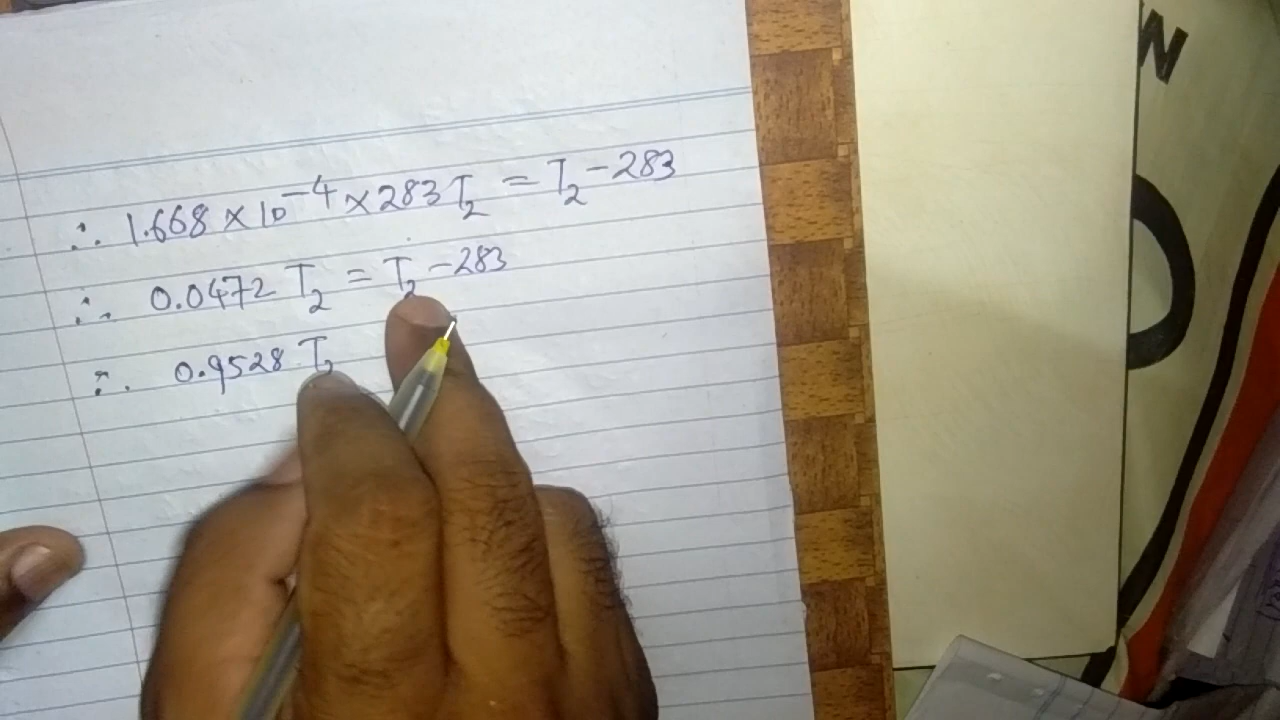 ∴ 1.668 × 10⁻⁴ × 283 T₂ = T₂ - 283
∴ 0.0472 T₂ = T₂ - 283
∴ 0.9528 T₂
N